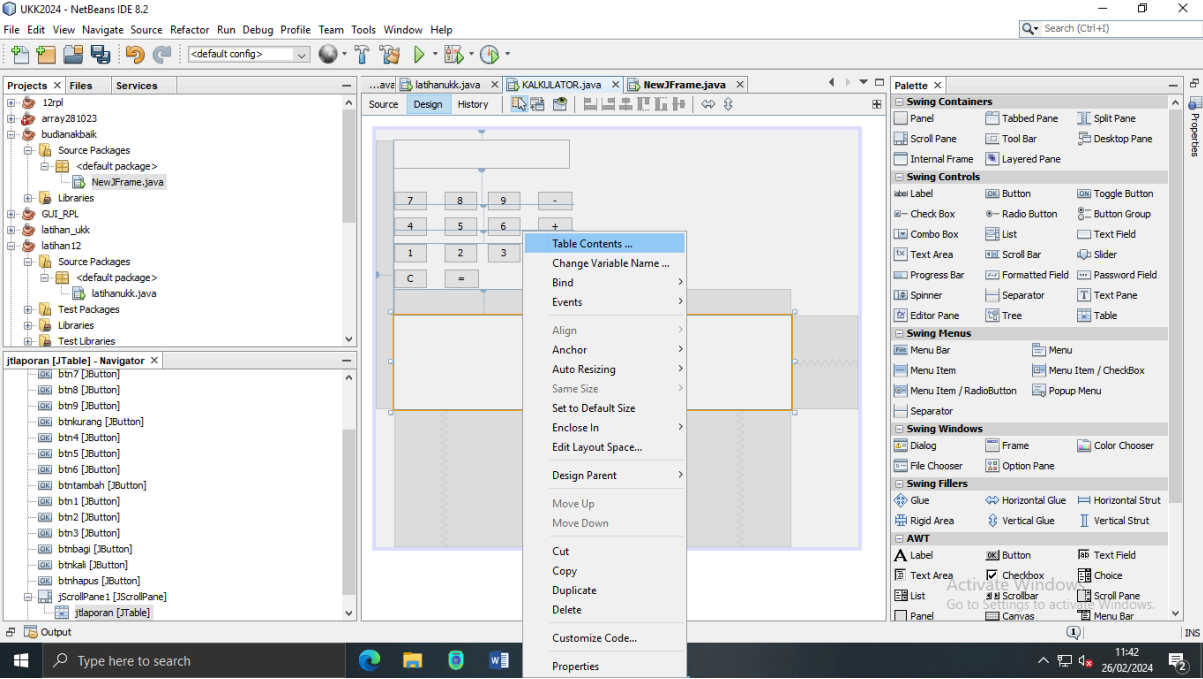 UKK2024 - NetBeans IDE 8.2
File Edit View Navigate Source Refactor Run Debug Profile Team Tools Window Help
Search (Ctrl+I)
<default config>
Projects Files Services
12rpl
array281023
budianakbaik
Source Packages
<default package>
NewJFrame.java
Libraries
GUI_RPL
latihan_ukk
latihan12
Source Packages
<default package>
latihanukk.java
Test Packages
Libraries
Test Libraries
jtlaporan [JTable] - Navigator
btn7 [JButton]
btn8 [JButton]
btn9 [JButton]
btnkurang [JButton]
btn4 [JButton]
btn5 [JButton]
btn6 [JButton]
btntambah [JButton]
btn1 [JButton]
btn2 [JButton]
btn3 [JButton]
btnbagi [JButton]
btnkali [JButton]
btnhapus [JButton]
jScrollPane1 [JScrollPane]
jtlaporan [JTable]
Output
...ava latihanukk.java KALKULATOR.java NewJFrame.java
Source Design History
7 8 9 -
4 5 6 +
1 2 3
C =
Table Contents ...
Change Variable Name ...
Bind
Events
Align
Anchor
Auto Resizing
Same Size
Set to Default Size
Enclose In
Edit Layout Space...
Design Parent
Move Up
Move Down
Cut
Copy
Duplicate
Delete
Customize Code...
Properties
Palette
Swing Containers
Panel Tabbed Pane Split Pane
Scroll Pane Tool Bar Desktop Pane
Internal Frame Layered Pane
Swing Controls
Label Button Toggle Button
Check Box Radio Button Button Group
Combo Box List Text Field
Text Area Scroll Bar Slider
Progress Bar Formatted Field Password Field
Spinner Separator Text Pane
Editor Pane Tree Table
Swing Menus
Menu Bar Menu
Menu Item Menu Item / CheckBox
Menu Item / RadioButton Popup Menu
Separator
Swing Windows
Dialog Frame Color Chooser
File Chooser Option Pane
Swing Fillers
Glue Horizontal Glue Horizontal Strut
Rigid Area Vertical Glue Vertical Strut
AWT
Label Button Text Field
Text Area Checkbox Choice
List Scrollbar Scroll Pane
Panel Canvas Menu Bar
Properties
Activate Windows
Go to Settings to activate Windows.
1
INS
Type here to search
11:42
26/02/2024
2